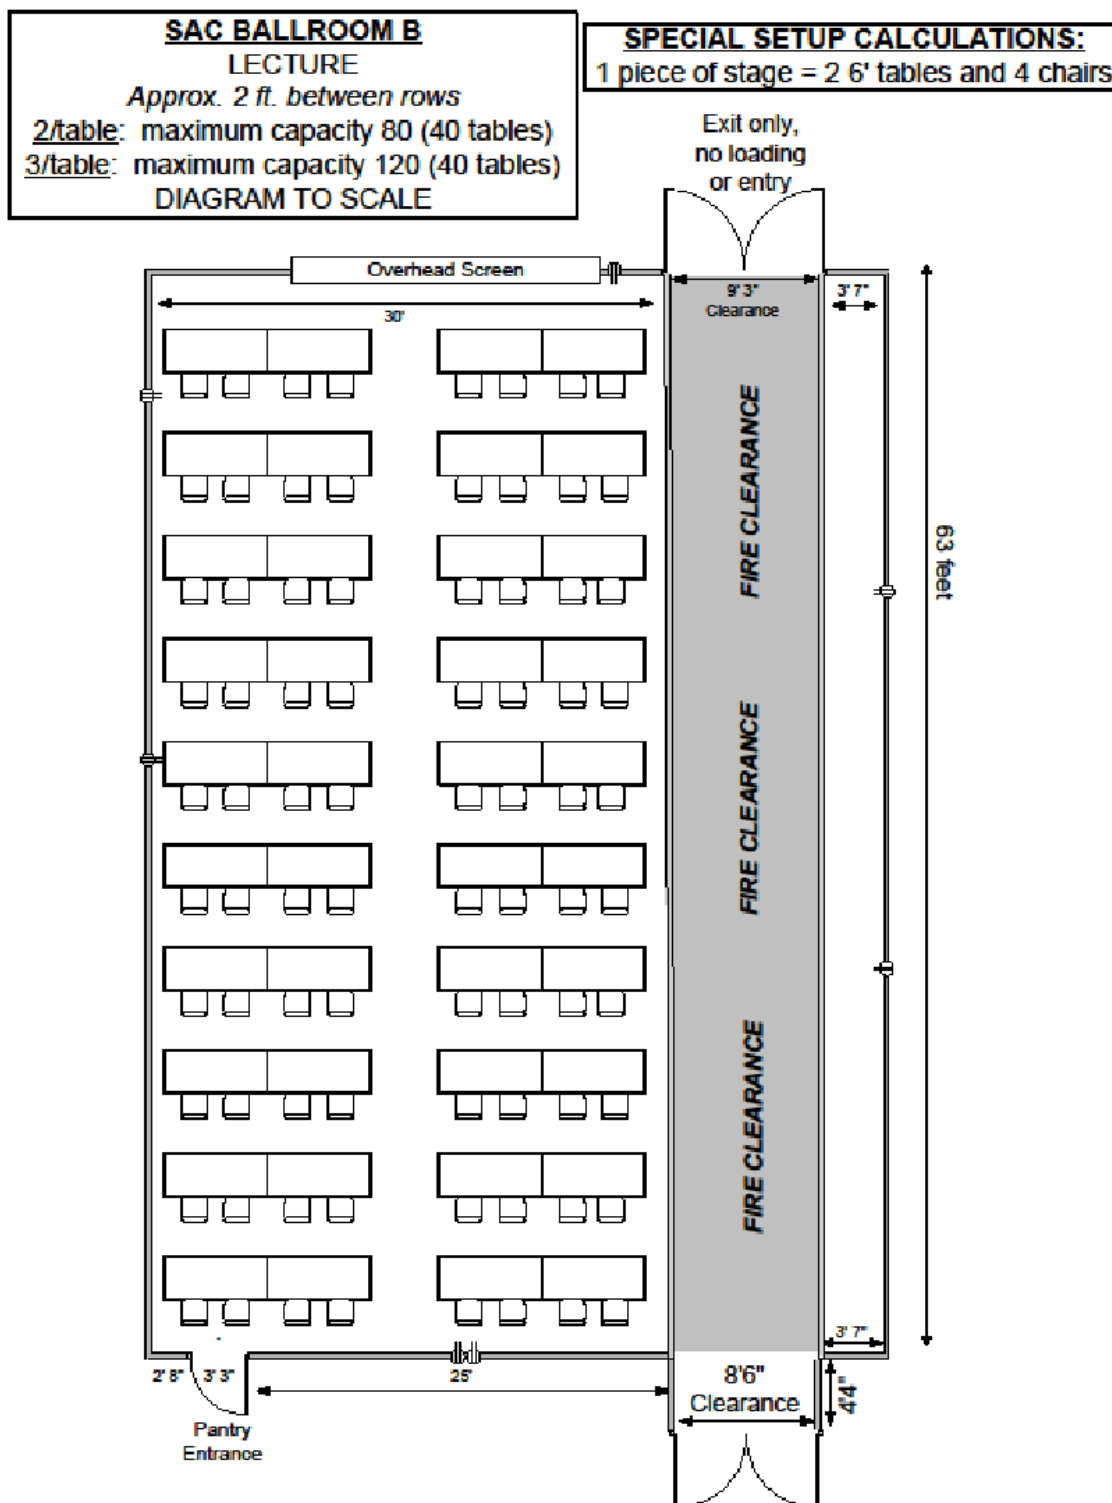 SAC BALLROOM B
LECTURE
Approx. 2 ft. between rows
2/table: maximum capacity 80 (40 tables)
3/table: maximum capacity 120 (40 tables)
DIAGRAM TO SCALE
SPECIAL SETUP CALCULATIONS:
1 piece of stage = 2 6' tables and 4 chairs
Exit only,
no loading
or entry
Overhead Screen
30'
9' 3"
Clearance
3' 7"
FIRE CLEARANCE
63 feet
FIRE CLEARANCE
FIRE CLEARANCE
3' 7"
2' 8"
3' 3"
25'
8'6"
Clearance
4'4"
Pantry
Entrance